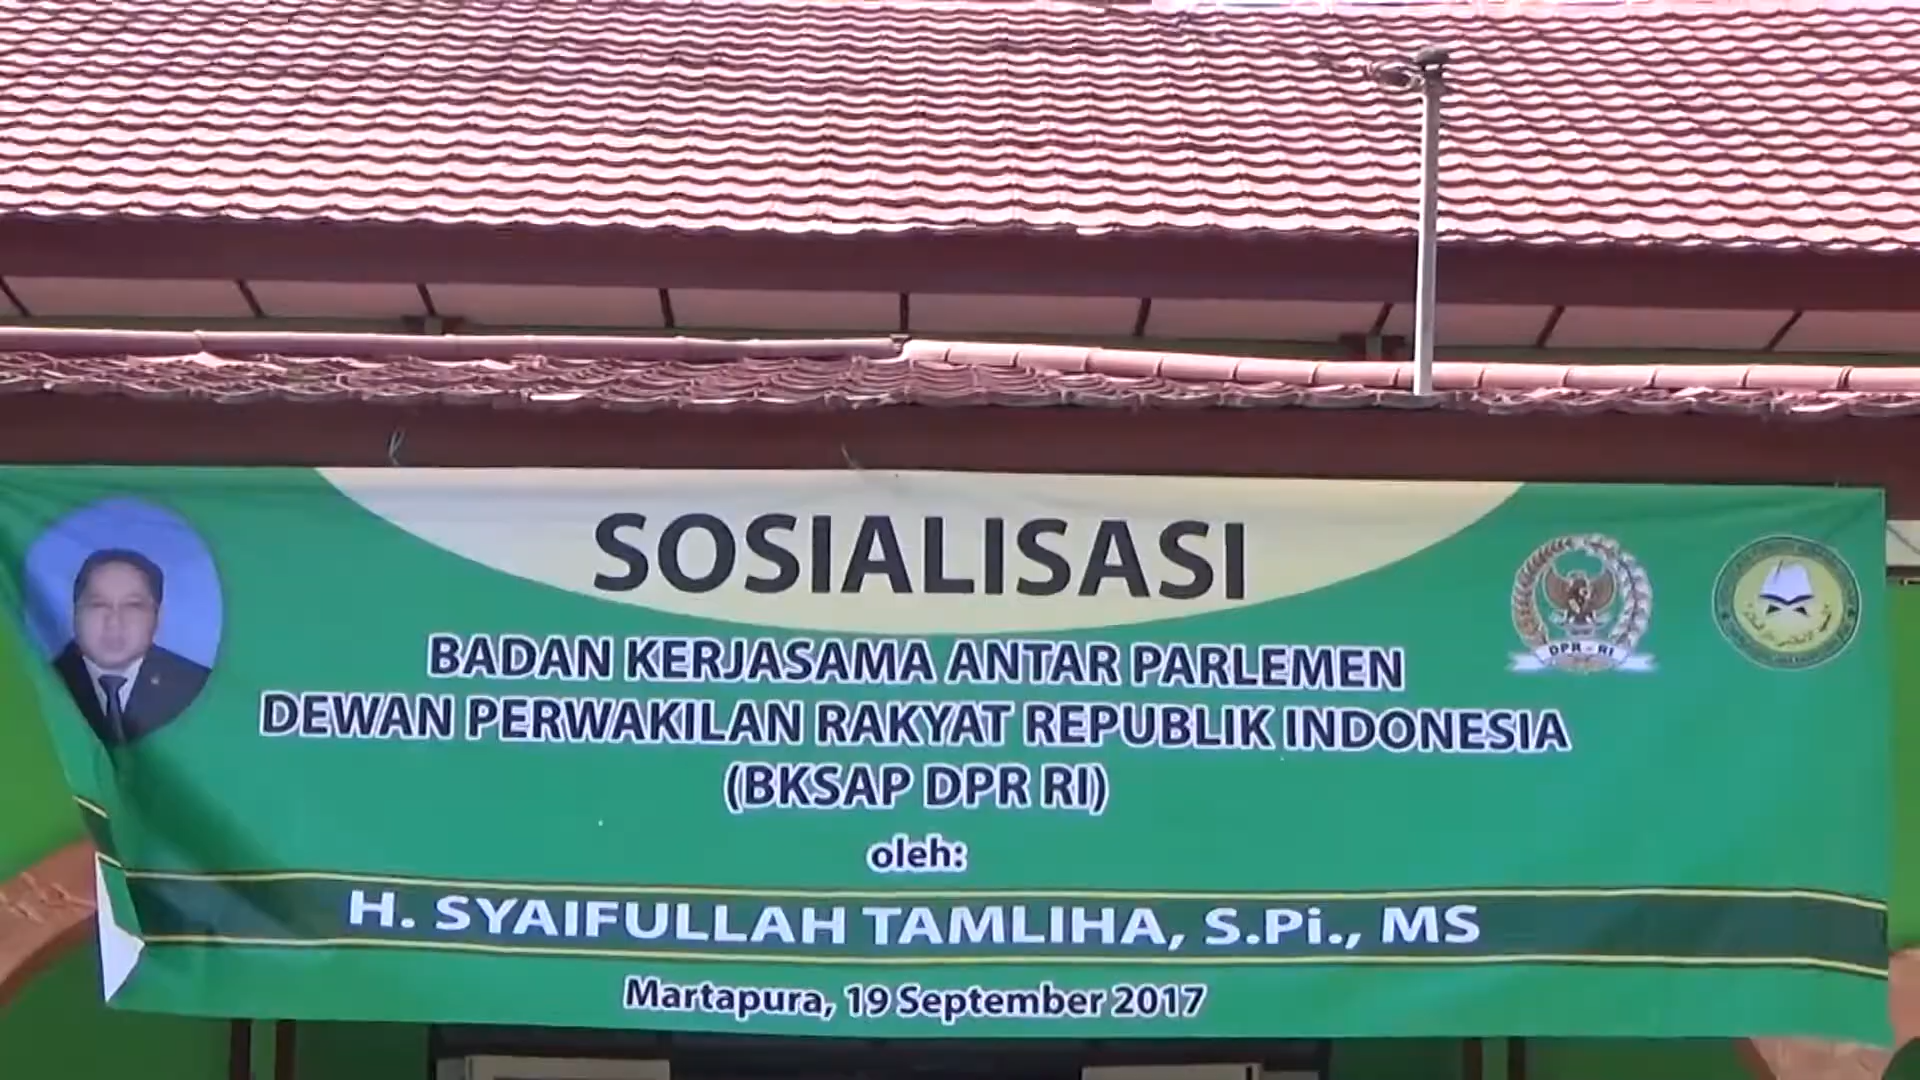 SOSIALISASI
BADAN KERJASAMA ANTAR PARLEMEN
DEWAN PERWAKILAN RAKYAT REPUBLIK INDONESIA
(BKSAP DPR RI)
oleh:
H. SYAIFULLAH TAMLIHA, S.Pi., MS
Martapura, 19 September 2017
DPR - RI